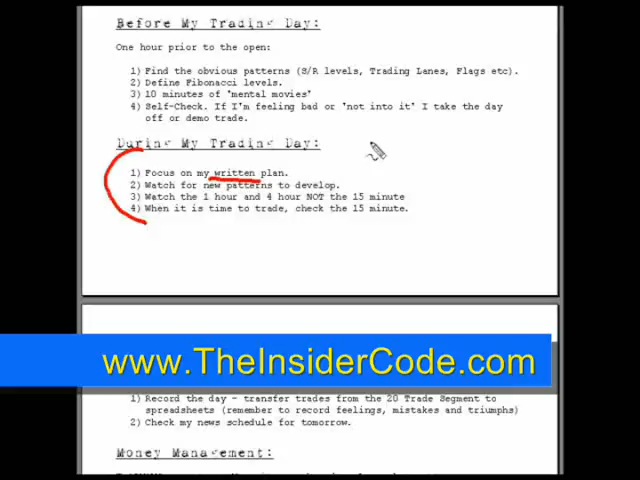 Before My Trading Day:
One hour prior to the open:
1) Find the obvious patterns (S/R levels, Trading Lanes, Flags etc).
2) Define Fibonacci levels.
3) 10 minutes of 'mental movies'
4) Self-Check. If I'm feeling bad or 'not into it' I take the day
off or demo trade.
During My Trading Day:
1) Focus on my written plan.
2) Watch for new patterns to develop.
3) Watch the 1 hour and 4 hour NOT the 15 minute
4) When it is time to trade, check the 15 minute.
www.TheInsiderCode.com
1) Record the day - transfer trades from the 20 Trade Segment to
spreadsheets (remember to record feelings, mistakes and triumphs)
2) Check my news schedule for tomorrow.
Money Management: